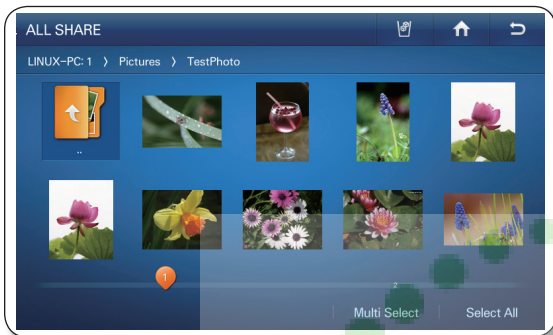 ALL SHARE
LINUX-PC: 1 > Pictures > TestPhoto
..
1
2
Multi Select
Select All